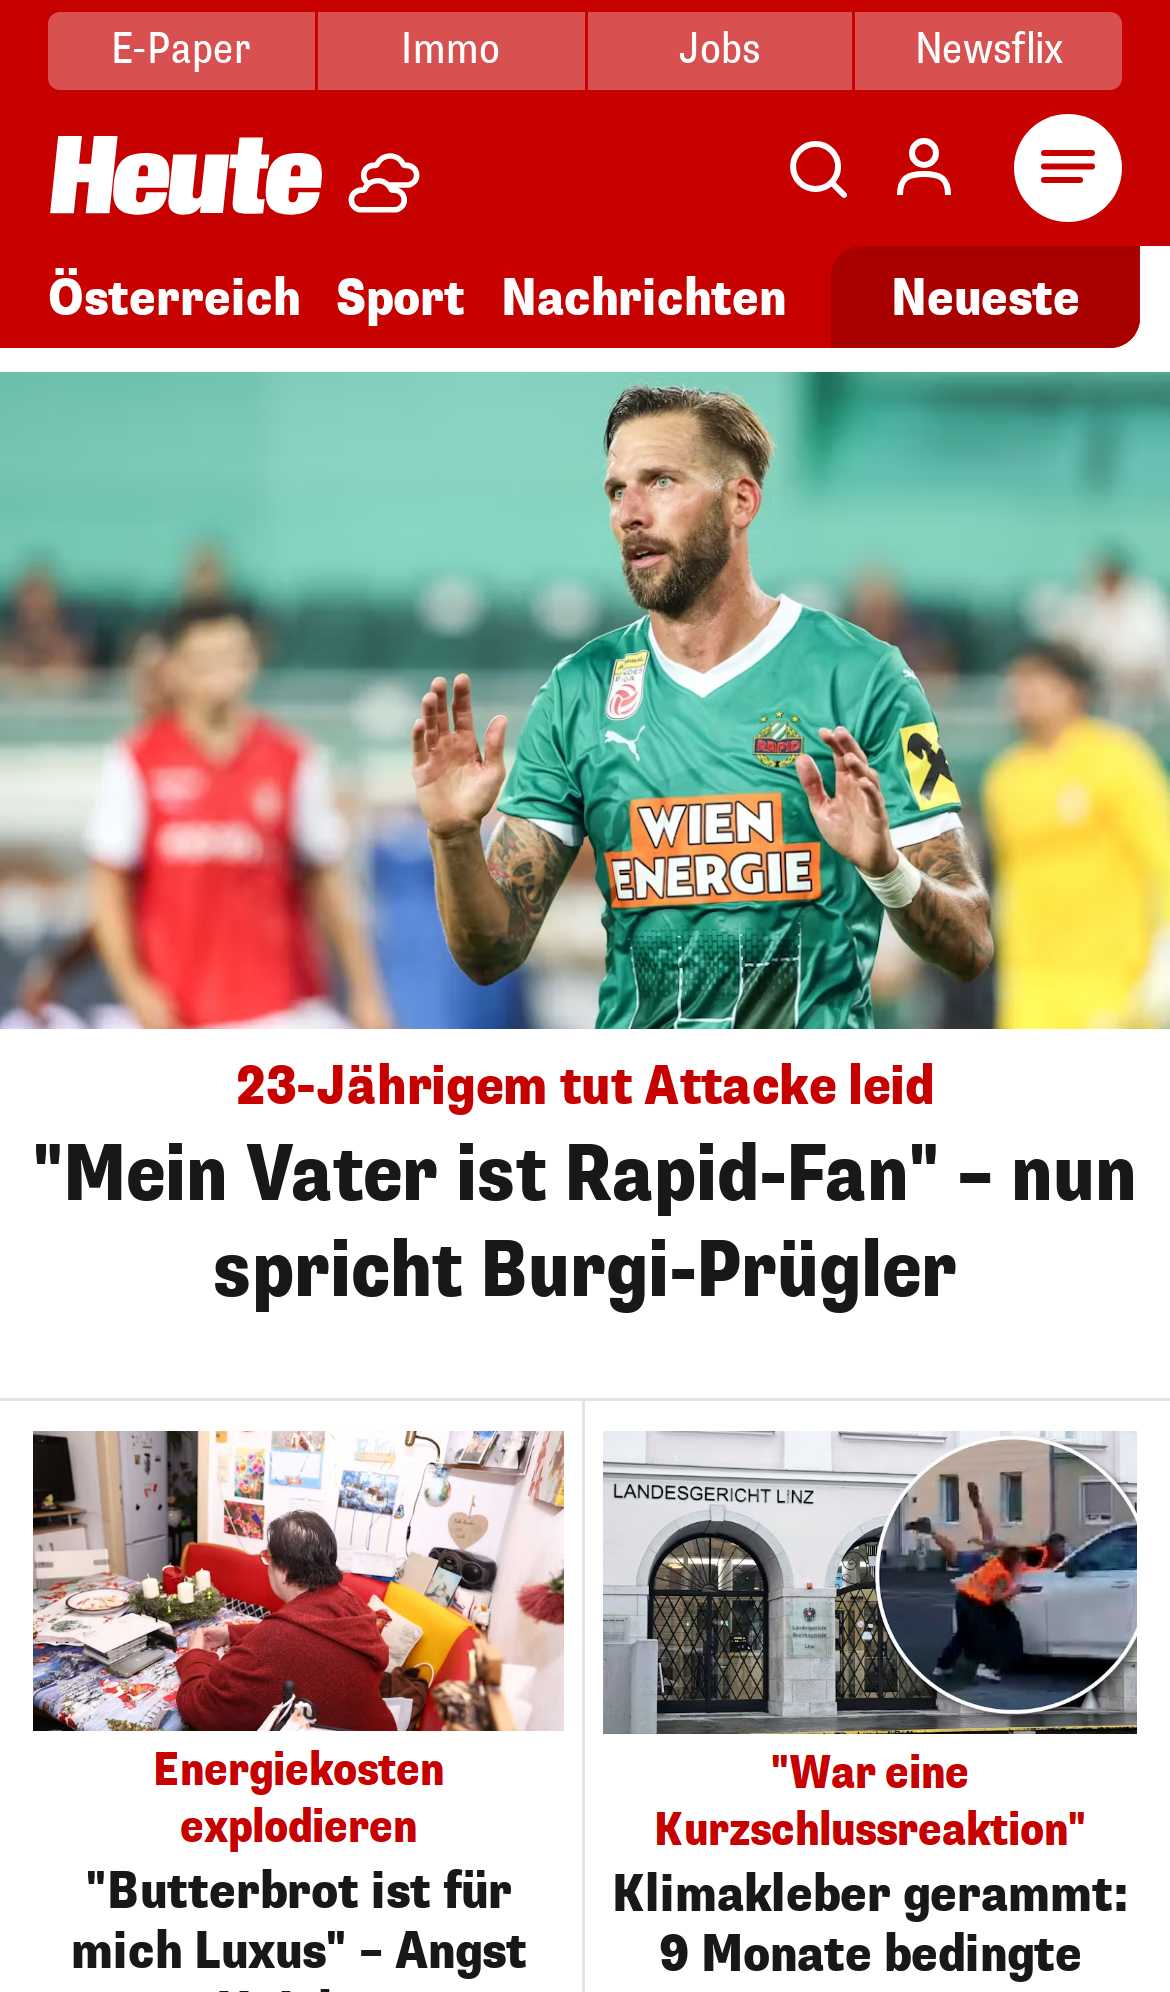 E-Paper
Immo
Jobs
Newsflix
Heute
Österreich
Sport
Nachrichten
Neueste
RAPID
WIEN
ENERGIE
23-Jährigem tut Attacke leid
"Mein Vater ist Rapid-Fan" – nun
spricht Burgi-Prügler
Energiekosten
explodieren
"Butterbrot ist für
mich Luxus" – Angst
LANDESGERICHT LINZ
"War eine
Kurzschlussreaktion"
Klimakleber gerammt:
9 Monate bedingte